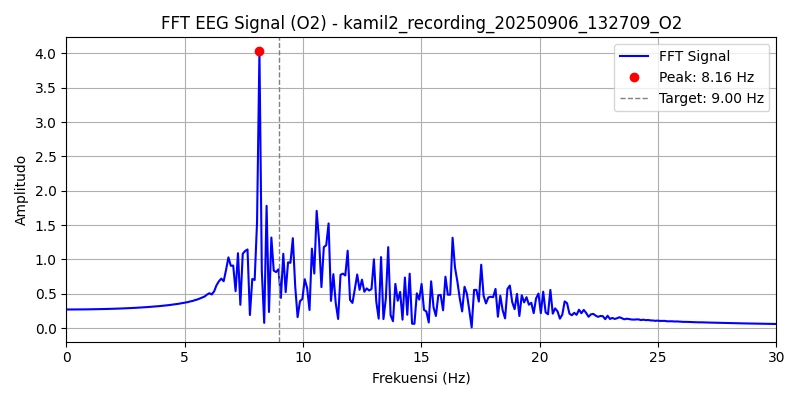 FFT EEG Signal (O2) - kamil2_recording_20250906_132709_O2
FFT Signal
Peak: 8.16 Hz
Target: 9.00 Hz
Amplitudo
4.0
3.5
3.0
2.5
2.0
1.5
1.0
0.5
0.0
0 5 10 15 20 25 30
Frekuensi (Hz)